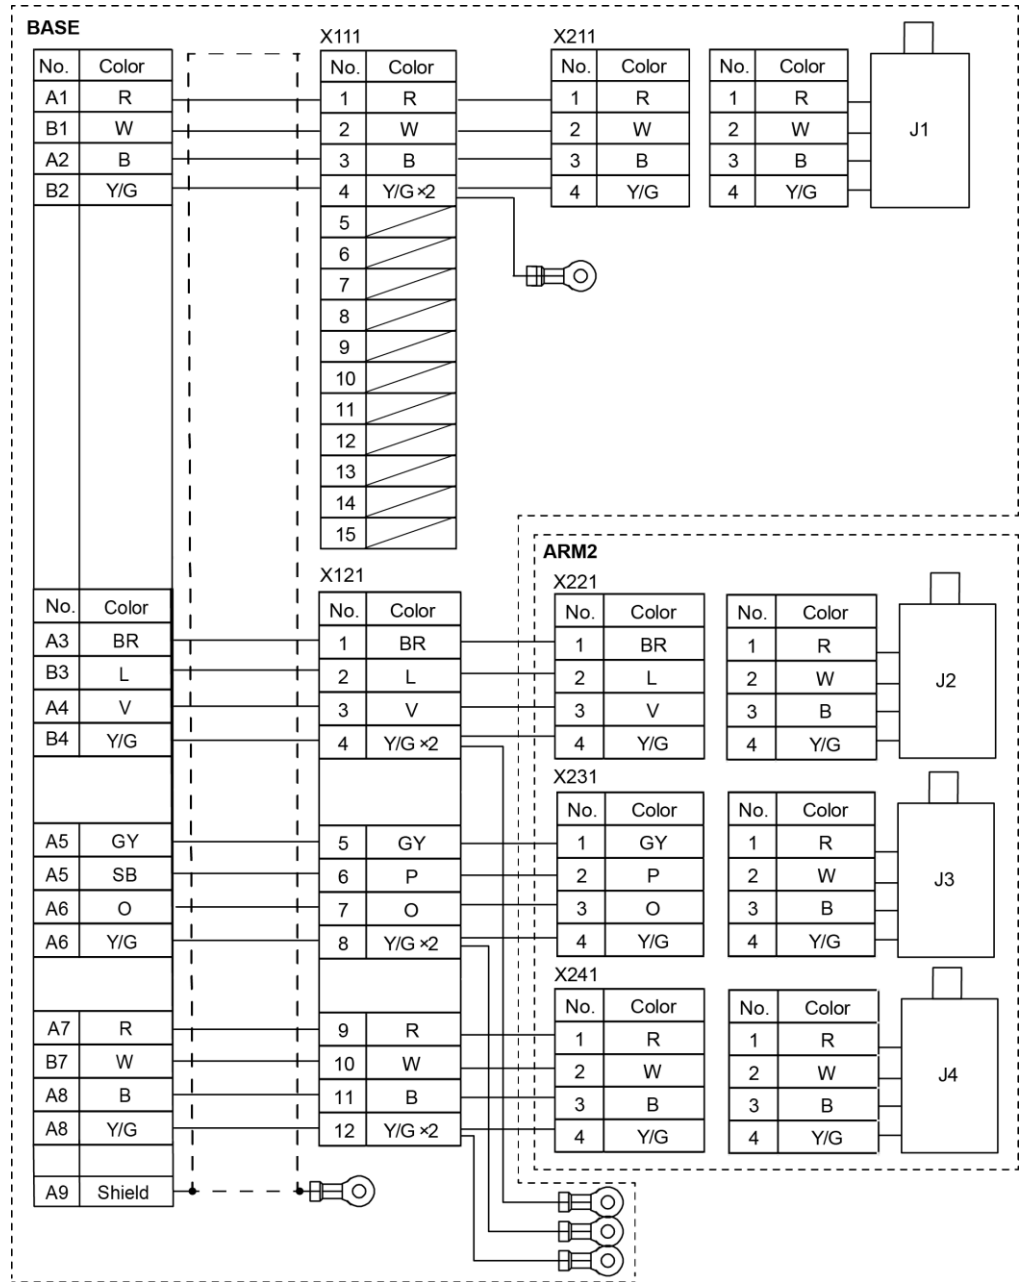 BASE
No. Color
A1 R
B1 W
A2 B
B2 Y/G
X111
No. Color
1 R
2 W
3 B
4 Y/G ×2
5
6
7
8
9
10
11
12
13
14
15
X211
No. Color
1 R
2 W
3 B
4 Y/G
No. Color
1 R
2 W
3 B
4 Y/G
J1
No. Color
A3 BR
B3 L
A4 V
B4 Y/G
A5 GY
A5 SB
A6 O
A6 Y/G
A7 R
B7 W
A8 B
A8 Y/G
A9 Shield
X121
No. Color
1 BR
2 L
3 V
4 Y/G ×2
5 GY
6 P
7 O
8 Y/G ×2
9 R
10 W
11 B
12 Y/G ×2
ARM2
X221
No. Color
1 BR
2 L
3 V
4 Y/G
No. Color
1 R
2 W
3 B
4 Y/G
J2
X231
No. Color
1 GY
2 P
3 O
4 Y/G
No. Color
1 R
2 W
3 B
4 Y/G
J3
X241
No. Color
1 R
2 W
3 B
4 Y/G
No. Color
1 R
2 W
3 B
4 Y/G
J4